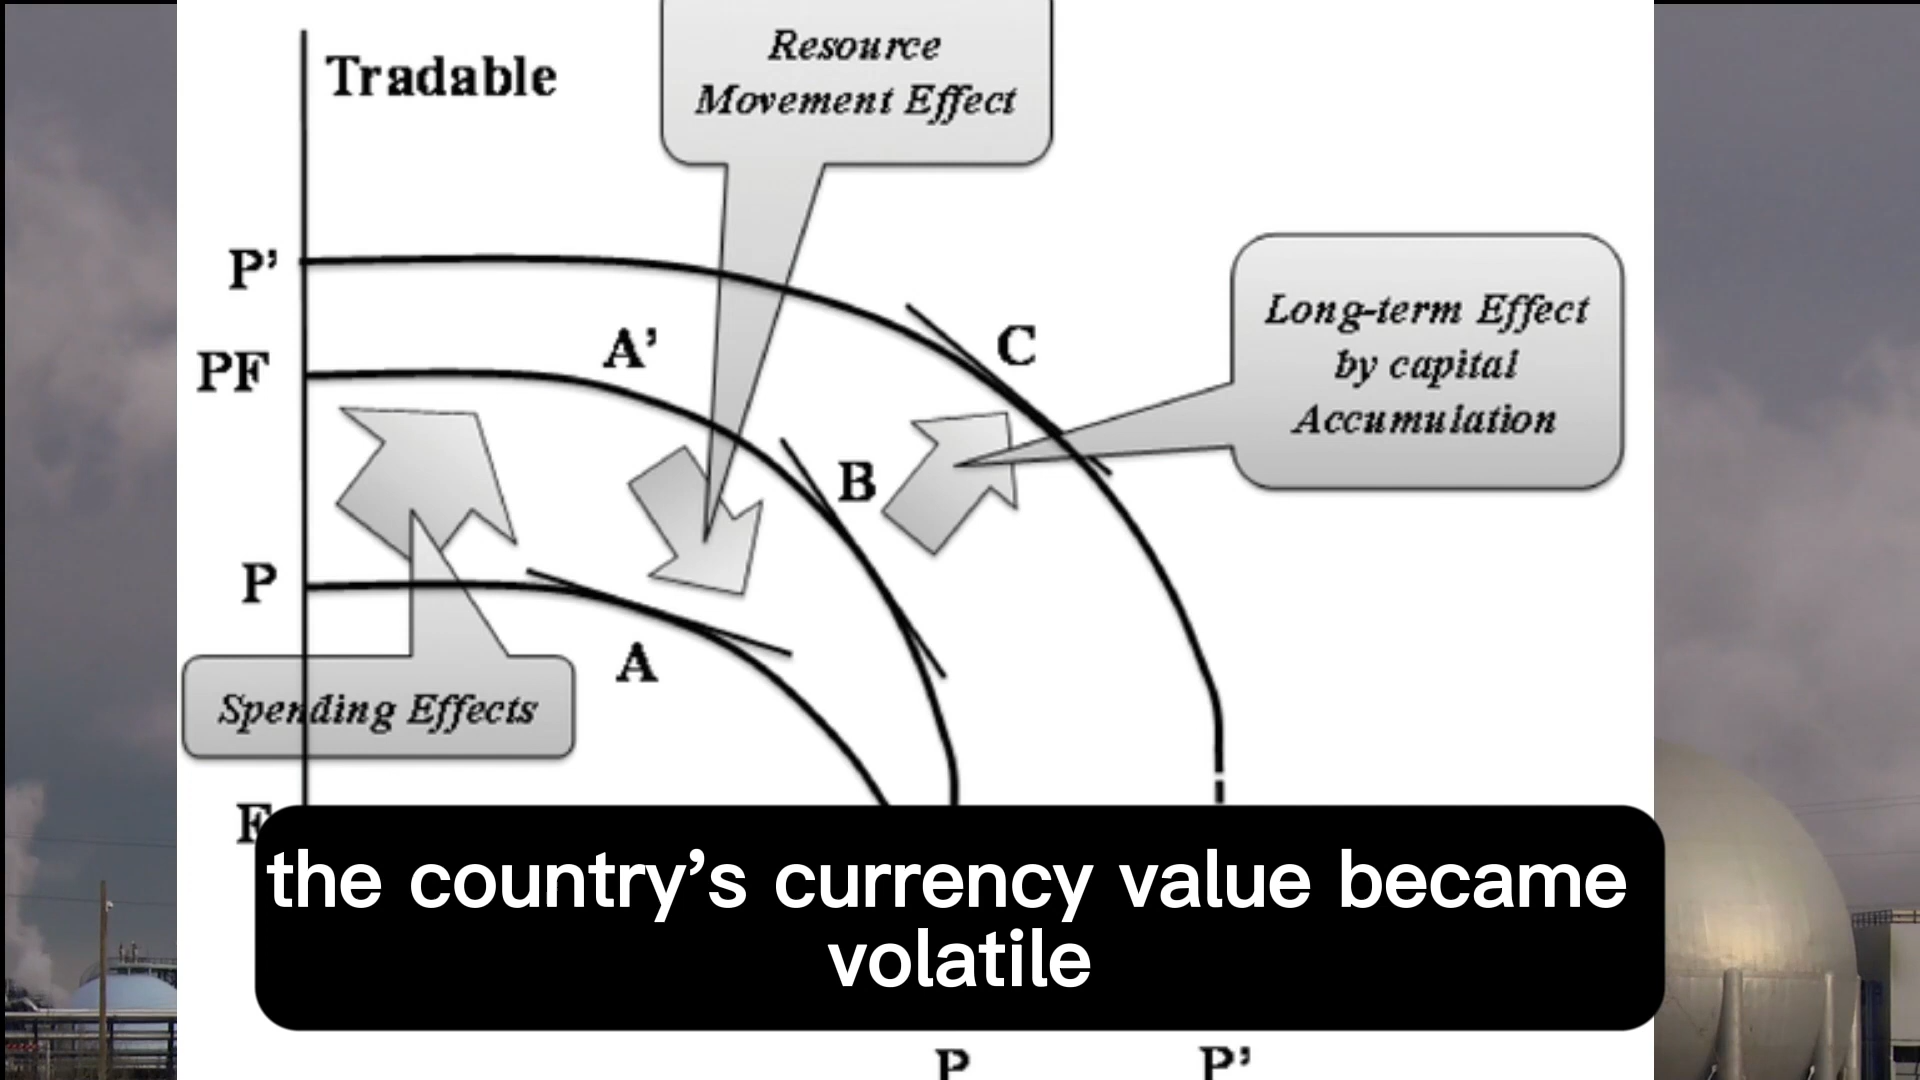 Resource
Movement Effect
Tradable
P’
A’
C
Long-term Effect
by capital
Accumulation
PF
B
P
A
Spending Effects
the country’s currency value became
volatile
P
P’